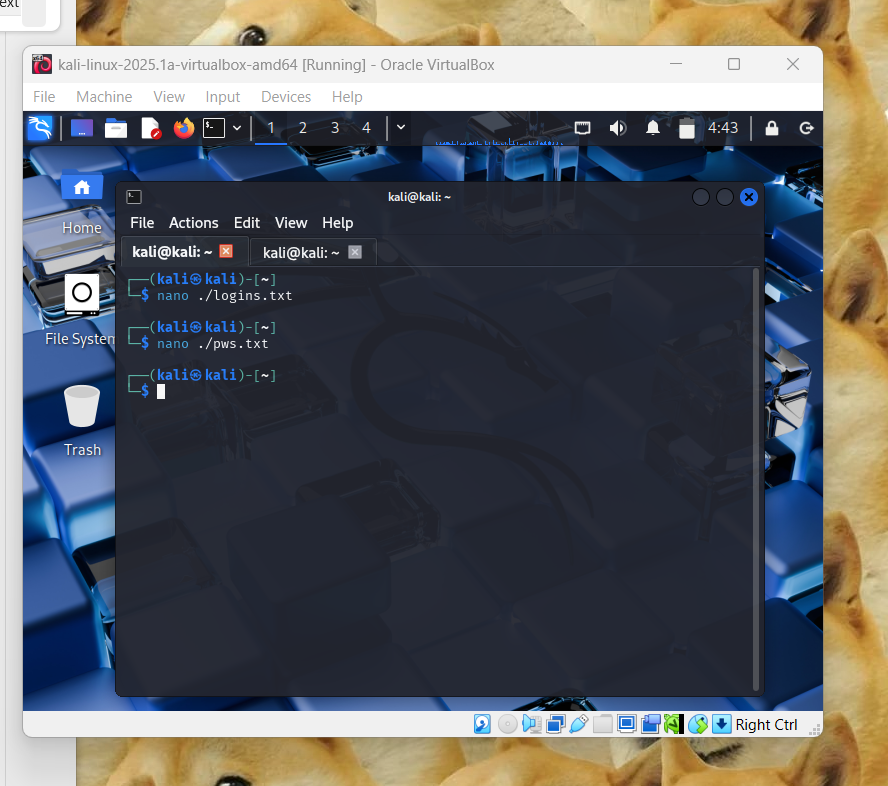 ext
kali-linux-2025.1a-virtualbox-amd64 [Running] - Oracle VirtualBox
File Machine View Input Devices Help
1 2 3 4 4:43
kali@kali: ~
File Actions Edit View Help
kali@kali: ~ kali@kali: ~
Home
File System
Trash
┌──(kali㉿kali)-[~]
└─$ nano ./logins.txt
┌──(kali㉿kali)-[~]
└─$ nano ./pws.txt
┌──(kali㉿kali)-[~]
└─$
Right Ctrl